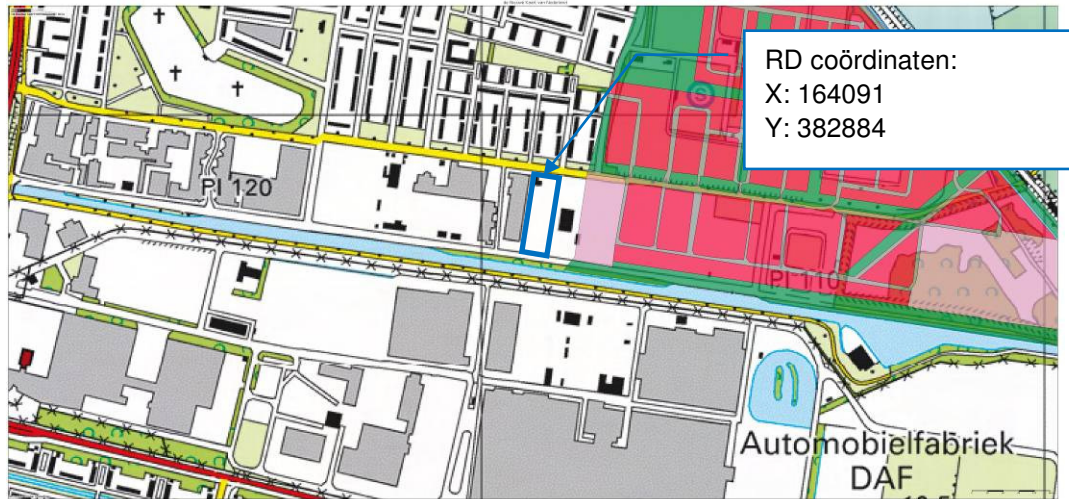 RD coördinaten:
X: 164091
Y: 382884
PI 120
PI 110
Automobielfabriek
DAF